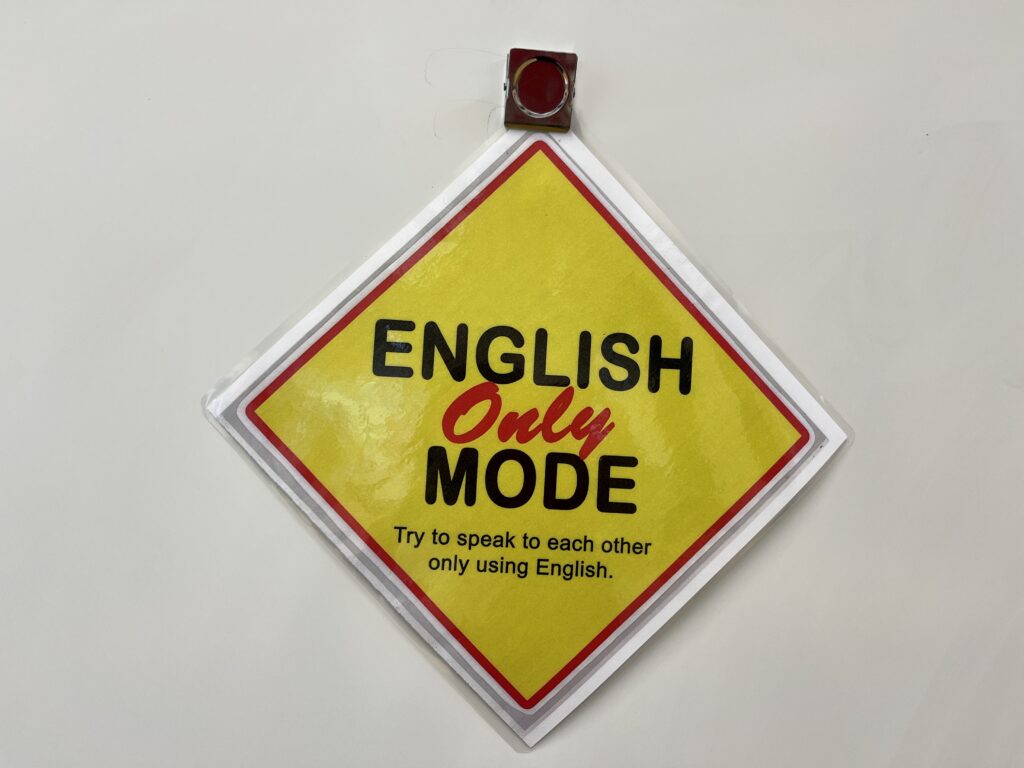 ENGLISH
Only
MODE
Try to speak to each other
only using English.